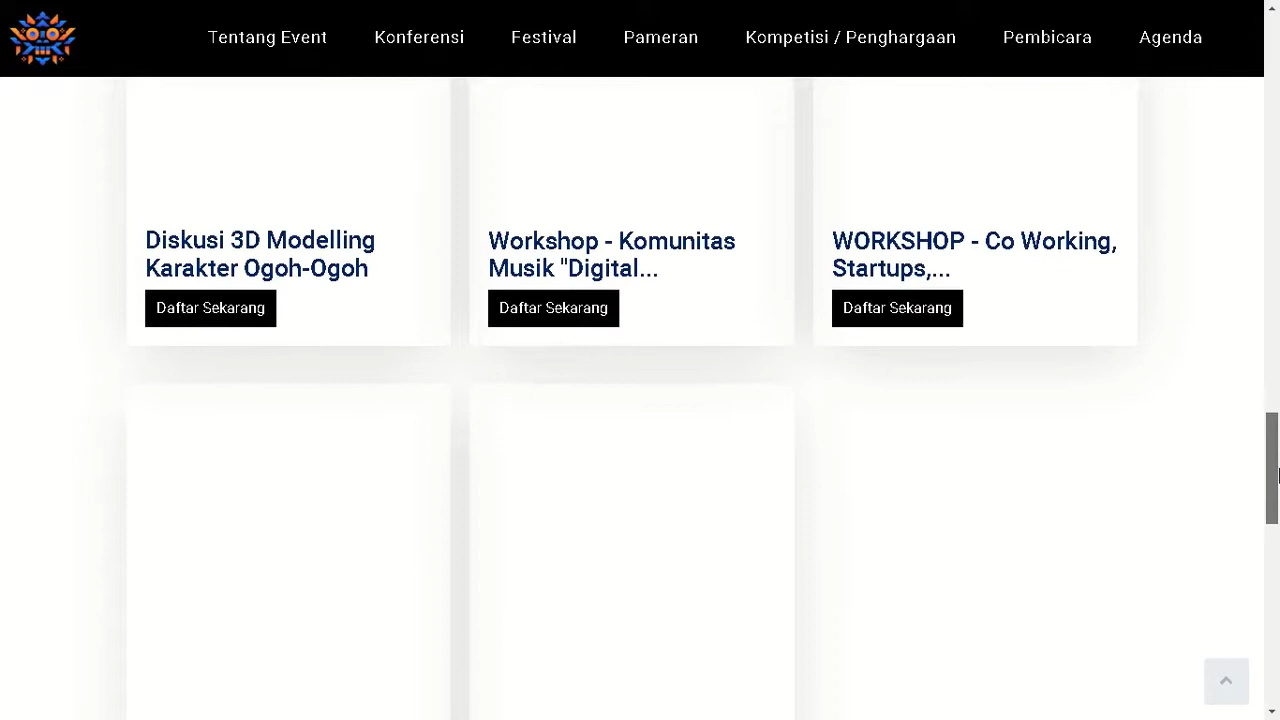 Tentang Event Konferensi Festival Pameran Kompetisi / Penghargaan Pembicara Agenda
Diskusi 3D Modelling
Karakter Ogoh-Ogoh
Daftar Sekarang
Workshop - Komunitas
Musik "Digital...
Daftar Sekarang
WORKSHOP - Co Working,
Startups,...
Daftar Sekarang